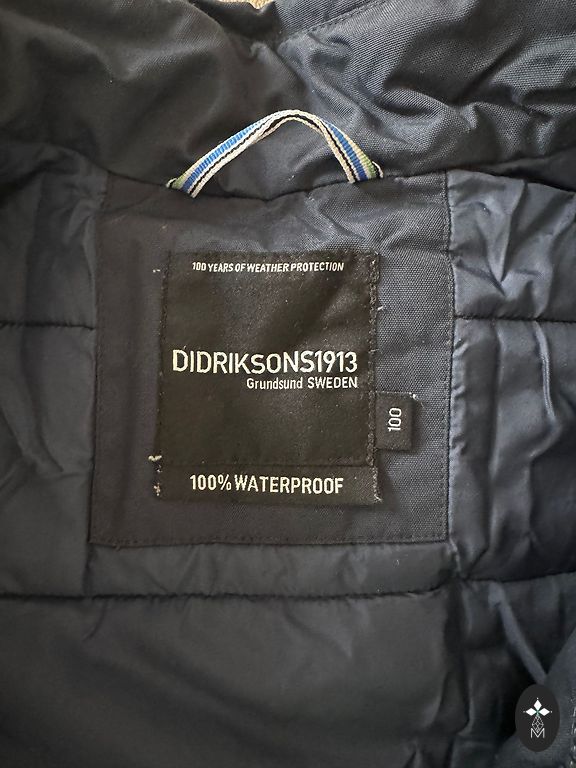 100 YEARS OF WEATHER PROTECTION
DIDRIKSONS1913
Grundsund SWEDEN
100
100% WATERPROOF
M